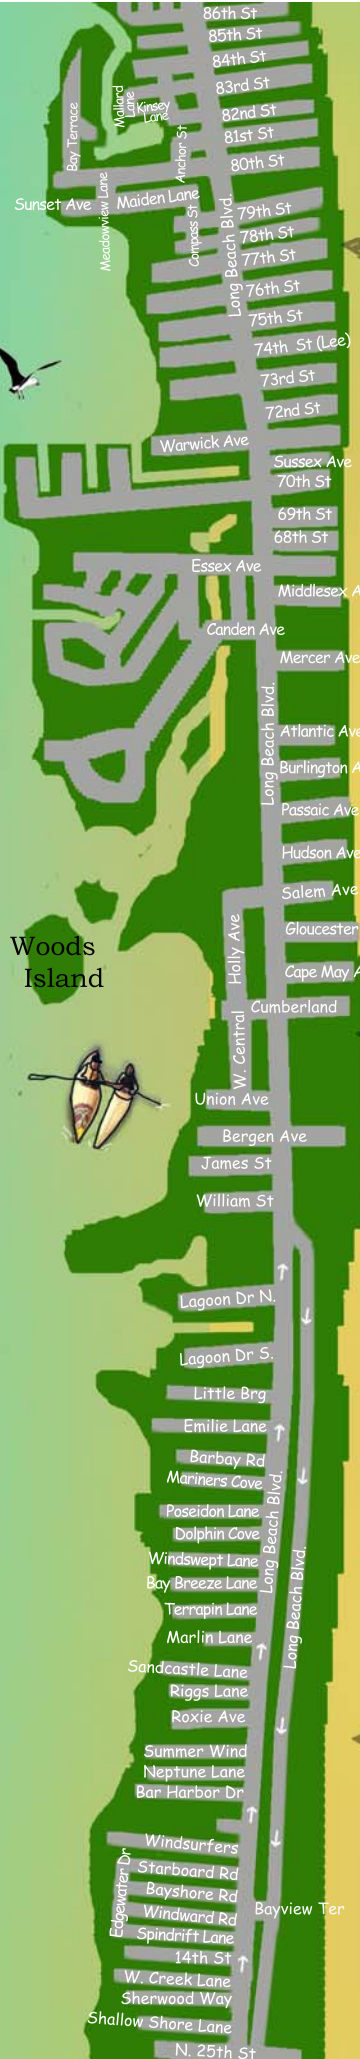 86th St
85th St
84th St
83rd St
82nd St
81st St
80th St
Bay Terrace
Mallard
Lane
Kinsey
Lane
Anchor St
Sunset Ave
Meadowview Lane
Maiden Lane
Compass St
Long Beach Blvd.
79th St
78th St
77th St
76th St
75th St
74th St (Lee)
73rd St
72nd St
Warwick Ave
Sussex Ave
70th St
69th St
68th St
Essex Ave
Middlesex A
Canden Ave
Mercer Ave
Long Beach Blvd.
Atlantic Ave
Burlington A
Passaic Ave
Hudson Ave
Salem Ave
Holly Ave
Gloucester
Woods
Island
Cape May A
Cumberland
W. Central
Union Ave
Bergen Ave
James St
William St
Lagoon Dr N.
Lagoon Dr S.
Little Brg
Emilie Lane
Barbay Rd
Mariners Cove
Long Beach Blvd.
Poseidon Lane
Dolphin Cove
Windswept Lane
Bay Breeze Lane
Long Beach Blvd.
Terrapin Lane
Marlin Lane
Sandcastle Lane
Riggs Lane
Roxie Ave
Summer Wind
Neptune Lane
Bar Harbor Dr
Windsurfers
Edgewater Dr
Starboard Rd
Bayshore Rd
Bayview Ter
Windward Rd
Spindrift Lane
14th St
W. Creek Lane
Sherwood Way
Shallow Shore Lane
N. 25th St